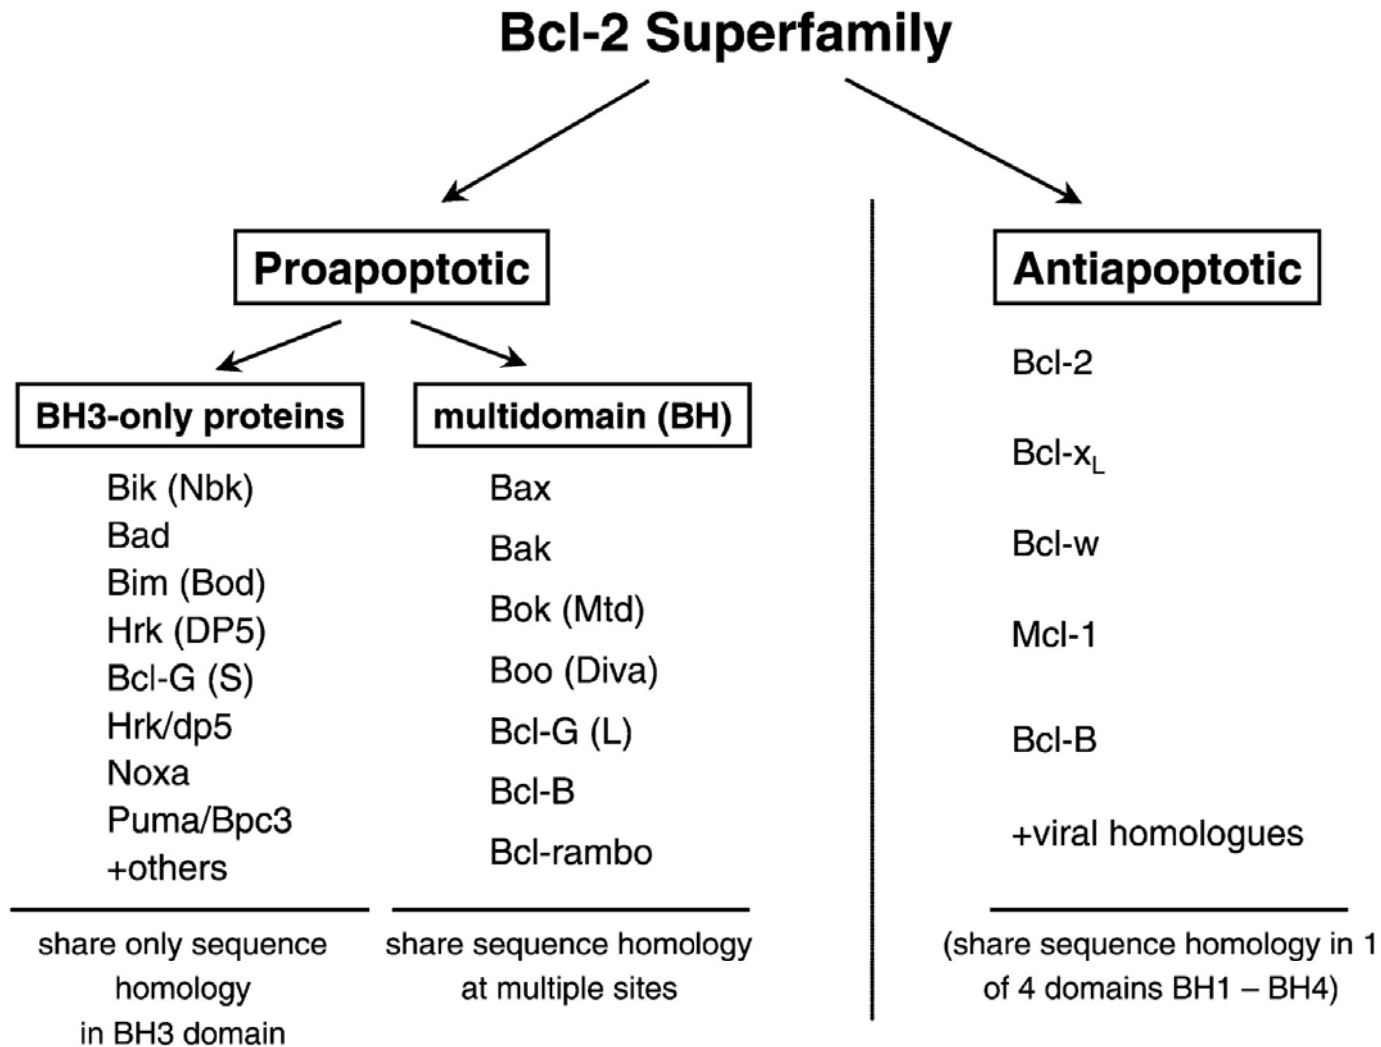 Bcl-2 Superfamily
Proapoptotic
BH3-only proteins
Bik (Nbk)
Bad
Bim (Bod)
Hrk (DP5)
Bcl-G (S)
Hrk/dp5
Noxa
Puma/Bpc3
+others
share only sequence
homology
in BH3 domain
multidomain (BH)
Bax
Bak
Bok (Mtd)
Boo (Diva)
Bcl-G (L)
Bcl-B
Bcl-rambo
share sequence homology
at multiple sites
Antiapoptotic
Bcl-2
Bcl-xL
Bcl-w
Mcl-1
Bcl-B
+viral homologues
(share sequence homology in 1
of 4 domains BH1 – BH4)